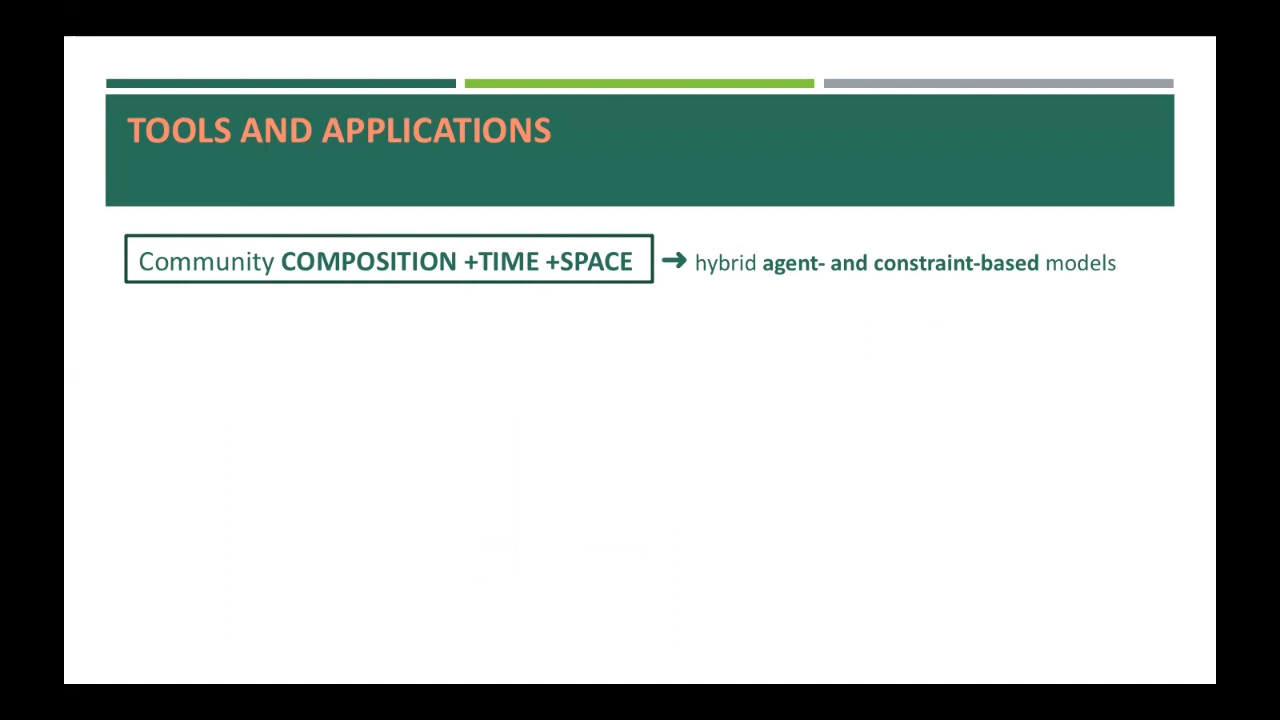 TOOLS AND APPLICATIONS
Community COMPOSITION +TIME +SPACE ➜ hybrid agent- and constraint-based models